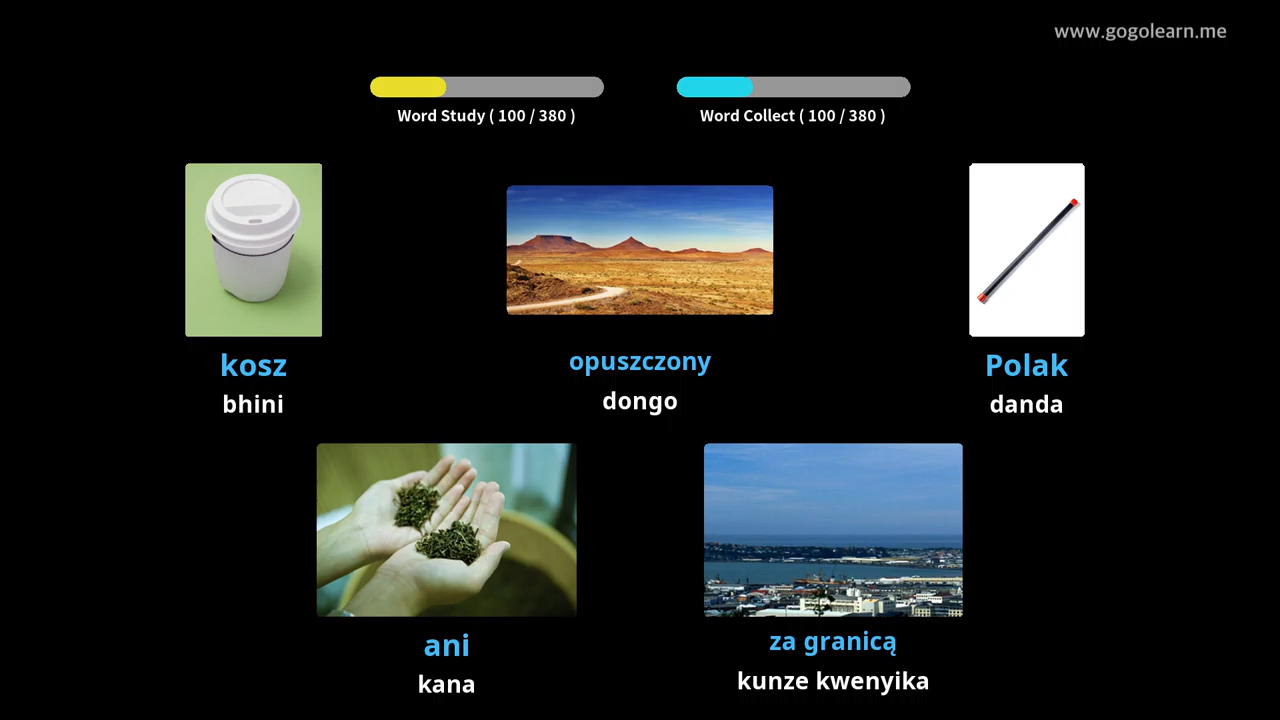 www.gogolearn.me
Word Study ( 100 / 380 )
Word Collect ( 100 / 380 )
kosz
bhini
opuszczony
dongo
Polak
danda
ani
kana
za granicą
kunze kwenyika